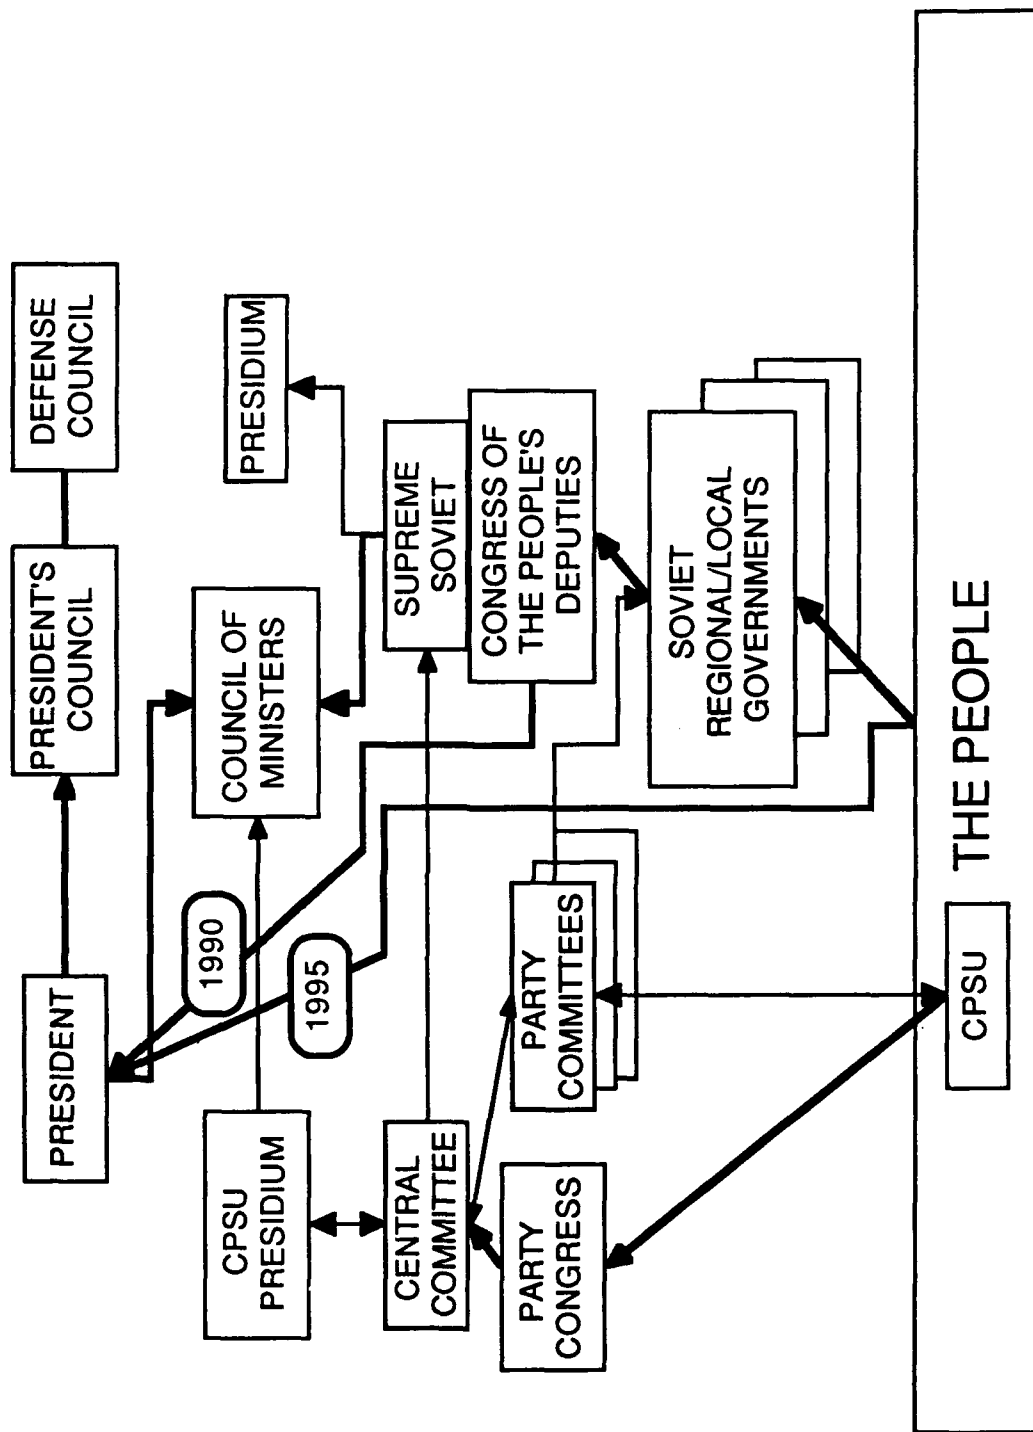 PRESIDENT
PRESIDENT'S
COUNCIL
DEFENSE
COUNCIL
1990
1995
CPSU
PRESIDIUM
COUNCIL OF
MINISTERS
PRESIDIUM
CENTRAL
COMMITTEE
SUPREME
SOVIET
CONGRESS OF
THE PEOPLE'S
DEPUTIES
PARTY
CONGRESS
PARTY
COMMITTEES
SOVIET
REGIONAL/LOCAL
GOVERNMENTS
CPSU
THE PEOPLE